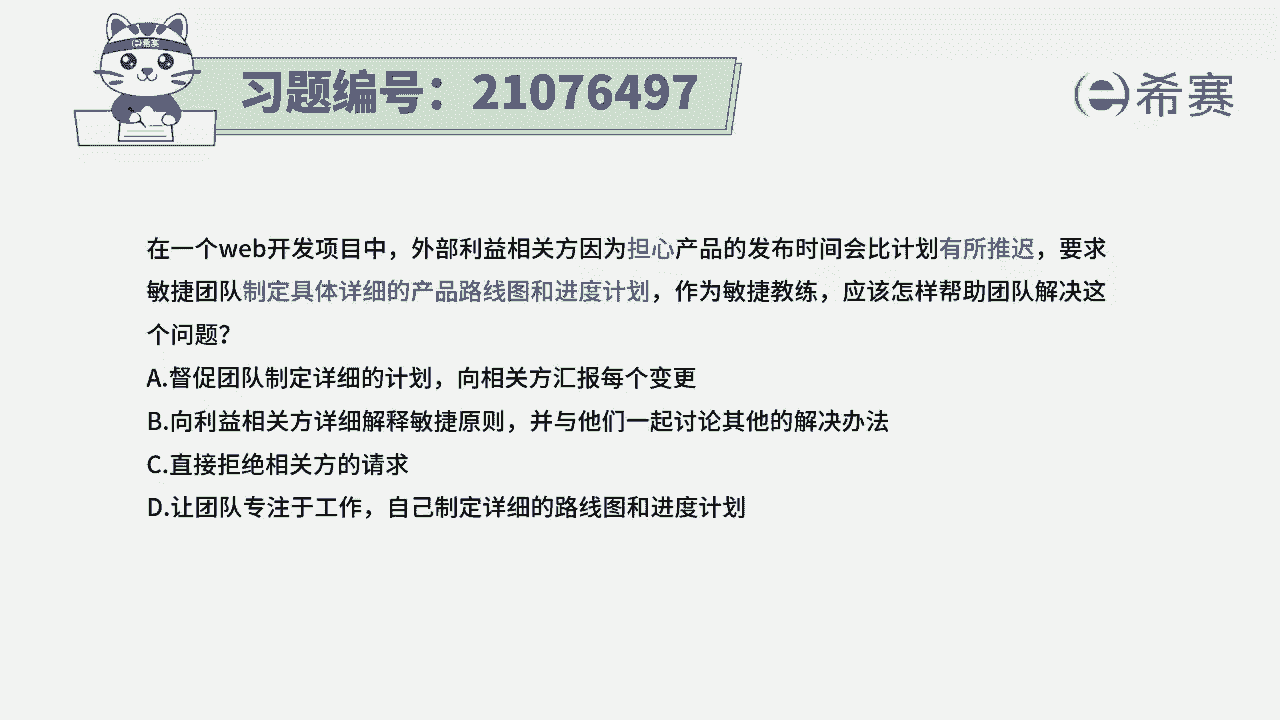 习题编号：21076497
希赛
希赛
在一个web开发项目中，外部利益相关方因为担心产品的发布时间会比计划有所推迟，要求
敏捷团队制定具体详细的产品路线图和进度计划，作为敏捷教练，应该怎样帮助团队解决这
个问题？
A.督促团队制定详细的计划，向相关方汇报每个变更
B.向利益相关方详细解释敏捷原则，并与他们一起讨论其他的解决办法
C.直接拒绝相关方的请求
D.让团队专注于工作，自己制定详细的路线图和进度计划